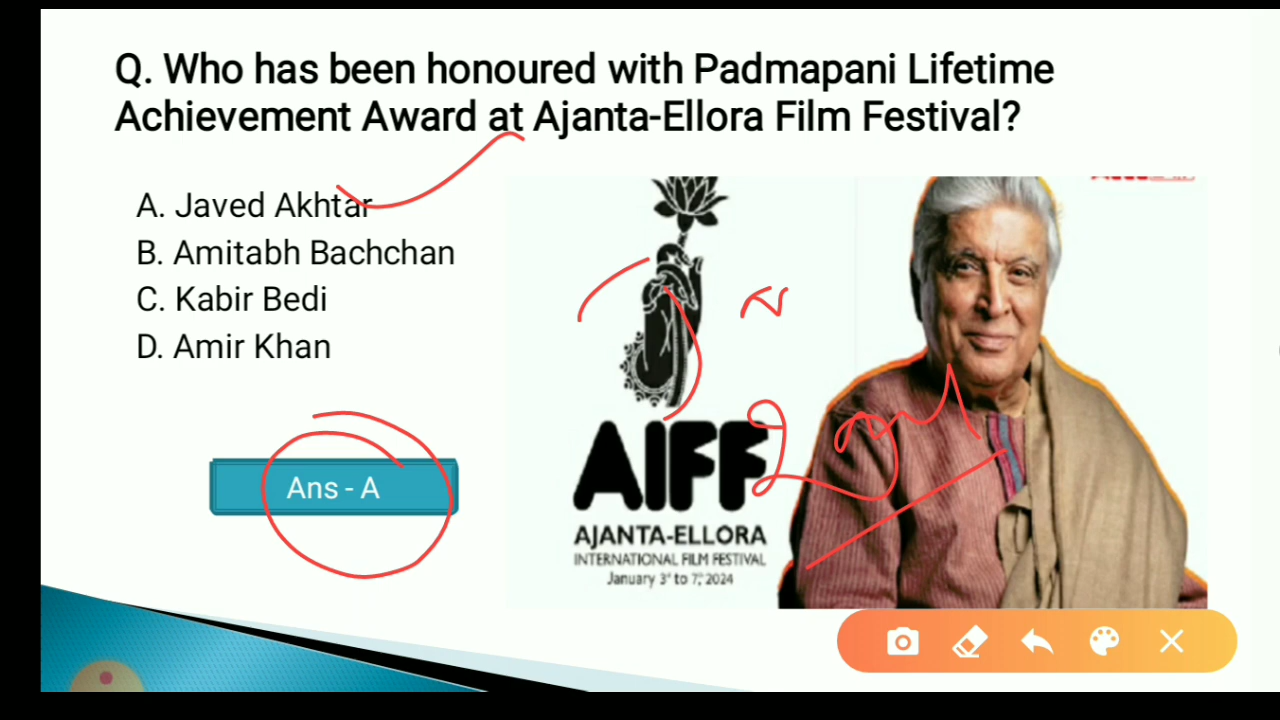 Q. Who has been honoured with Padmapani Lifetime
Achievement Award at Ajanta-Ellora Film Festival?
A. Javed Akhtar
B. Amitabh Bachchan
C. Kabir Bedi
D. Amir Khan
Ans - A
AIFF
AJANTA-ELLORA
INTERNATIONAL FILM FESTIVAL
January 3rd to 7th, 2024